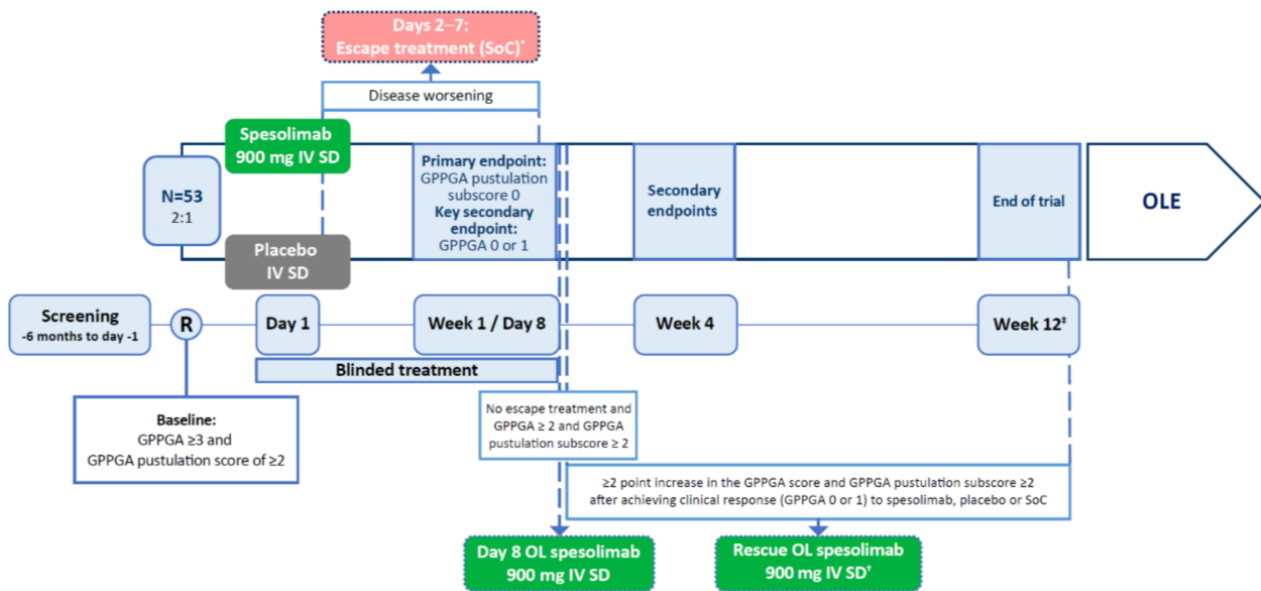 Days 2–7:
Escape treatment (SoC)*
Disease worsening
Spesolimab
900 mg IV SD
N=53
2:1
Placebo
IV SD
Primary endpoint:
GPPGA pustulation
subscore 0
Key secondary
endpoint:
GPPGA 0 or 1
Secondary
endpoints
End of trial
OLE
Screening
-6 months to day -1
R
Day 1
Week 1 / Day 8
Week 4
Week 12‡
Blinded treatment
Baseline:
GPPGA ≥3 and
GPPGA pustulation score of ≥2
No escape treatment and
GPPGA ≥ 2 and GPPGA
pustulation subscore ≥ 2
≥2 point increase in the GPPGA score and GPPGA pustulation subscore ≥2
after achieving clinical response (GPPGA 0 or 1) to spesolimab, placebo or SoC
Day 8 OL spesolimab
900 mg IV SD
Rescue OL spesolimab
900 mg IV SD†